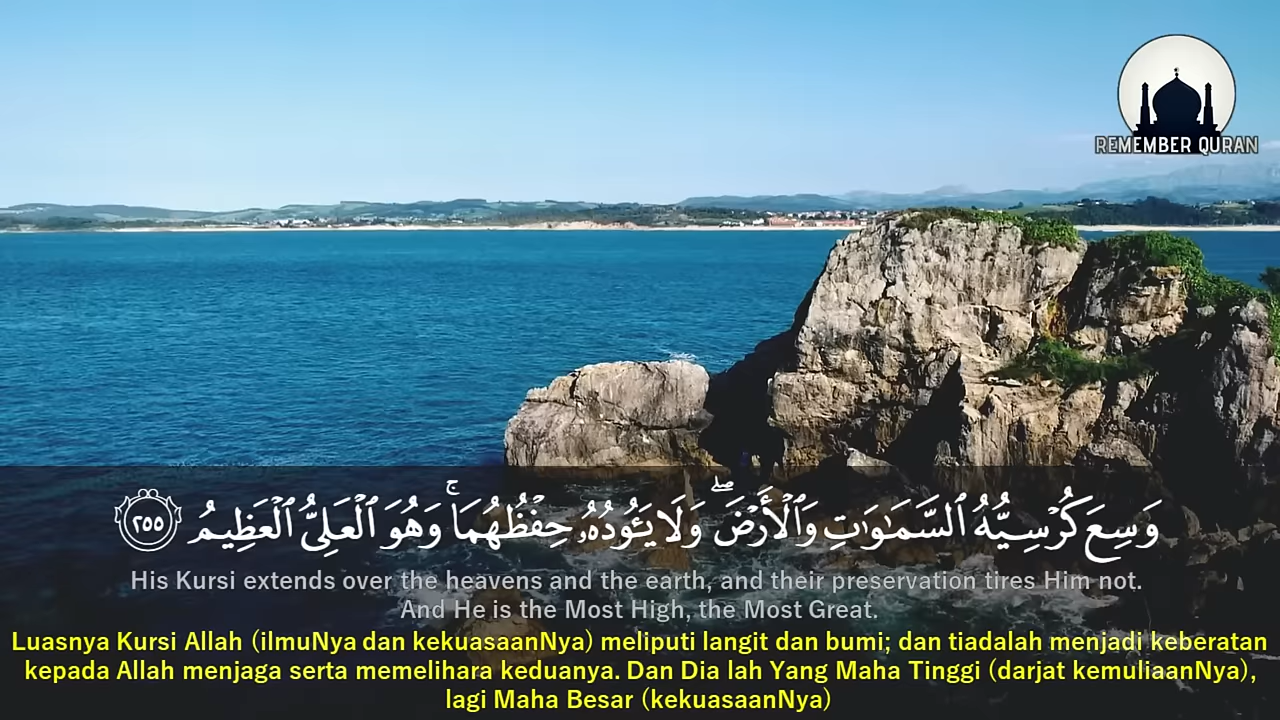 REMEMBER QURAN
وَسِعَ كُرْسِيُّهُ ٱلسَّمَـٰوَٰتِ وَٱلْأَرْضَ ۖ وَلَا يَـُٔودُهُۥ حِفْظُهُمَا ۚ وَهُوَ ٱلْعَلِىُّ ٱلْعَظِيمُ ٢٥٥
His Kursi extends over the heavens and the earth, and their preservation tires Him not.
And He is the Most High, the Most Great.
Luasnya Kursi Allah (ilmuNya dan kekuasaanNya) meliputi langit dan bumi; dan tiadalah menjadi keberatan
kepada Allah menjaga serta memelihara keduanya. Dan Dia lah Yang Maha Tinggi (darjat kemuliaanNya),
lagi Maha Besar (kekuasaanNya)